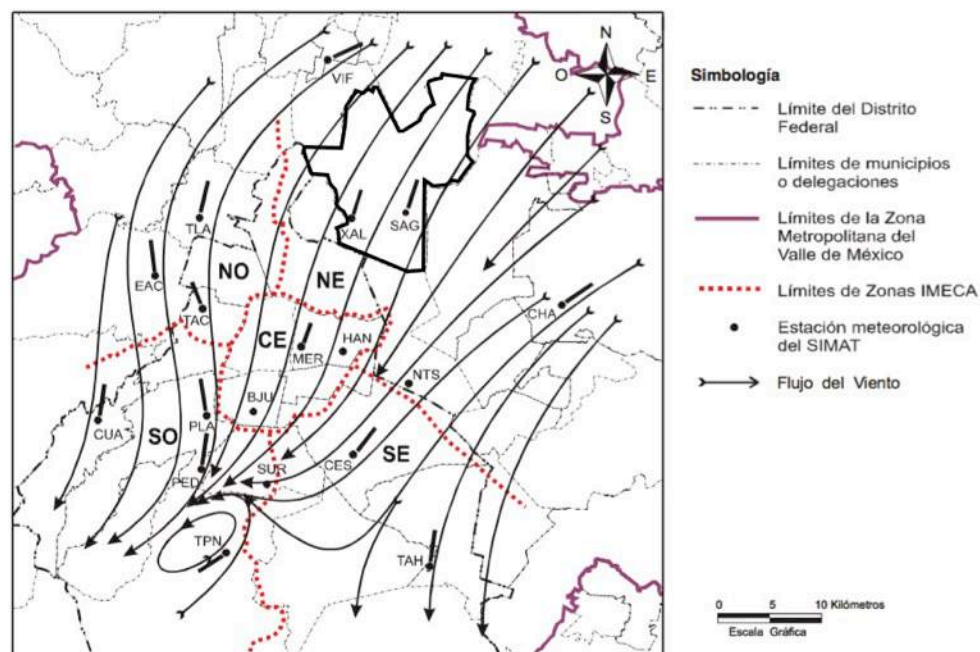 N
O
E
S
VIF
TLA
XAL
SAG
EAC
NO
NE
TAC
CHA
CE
MER
HAN
NTS
BJU
CUA
SO
PLA
PED
SUR
CES
SE
TPN
TAH
Simbología
Límite del Distrito
Federal
Límites de municipios
o delegaciones
Límites de la Zona
Metropolitana del
Valle de México
Límites de Zonas IMECA
Estación meteorológica
del SIMAT
Flujo del Viento
0 5 10 Kilómetros
Escala Gráfica